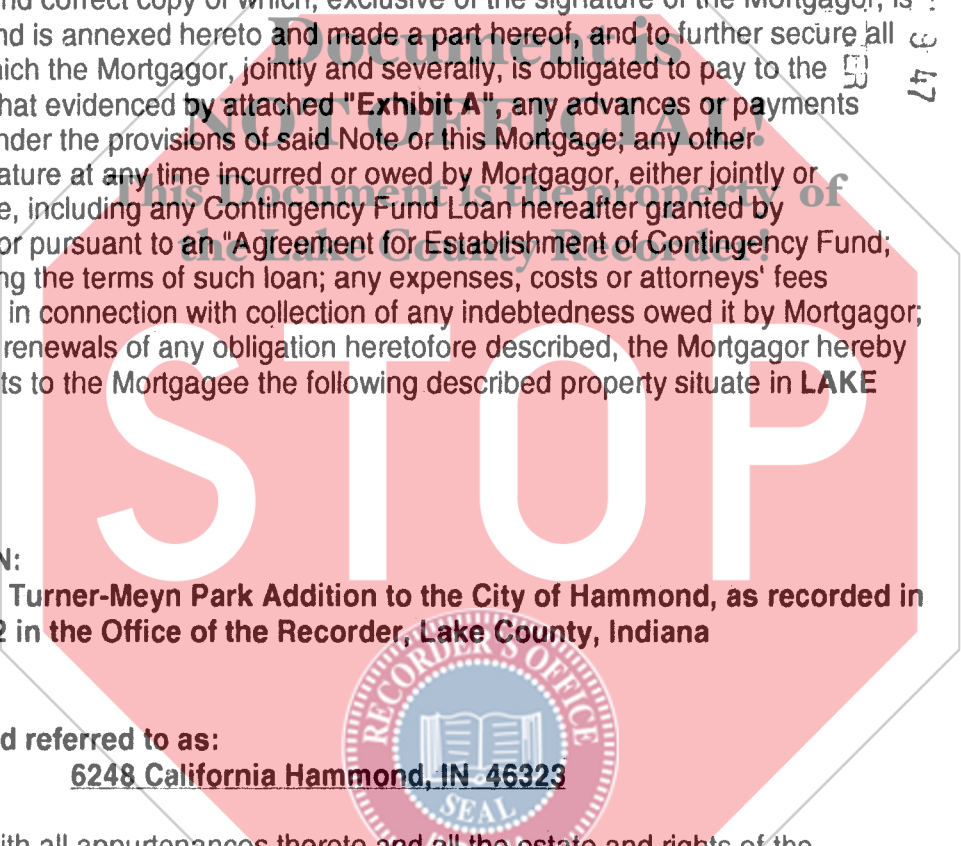 nd correct copy of which, exclusive of the signature of the Mortgagor, is
nd is annexed hereto and made a part hereof, and to further secure all
hich the Mortgagor, jointly and severally, is obligated to pay to the
hat evidenced by attached "Exhibit A", any advances or payments
nder the provisions of said Note or this Mortgage; any other
ature at any time incurred or owed by Mortgagor, either jointly or
e, including any Contingency Fund Loan hereafter granted by
or pursuant to an "Agreement for Establishment of Contingency Fund;
ng the terms of such loan; any expenses, costs or attorneys' fees
in connection with collection of any indebtedness owed it by Mortgagor;
renewals of any obligation heretofore described, the Mortgagor hereby
ts to the Mortgagee the following described property situate in LAKE
N:
Turner-Meyn Park Addition to the City of Hammond, as recorded in
2 in the Office of the Recorder, Lake County, Indiana
d referred to as:
6248 California Hammond, IN 46323
ith all appurtenances thereto and all the estate and rights of the
Document is
NOT OFFICIAL!
This Document is the property of
the Lake County Recorder!
STOP
RECORDER'S OFFICE
SEAL